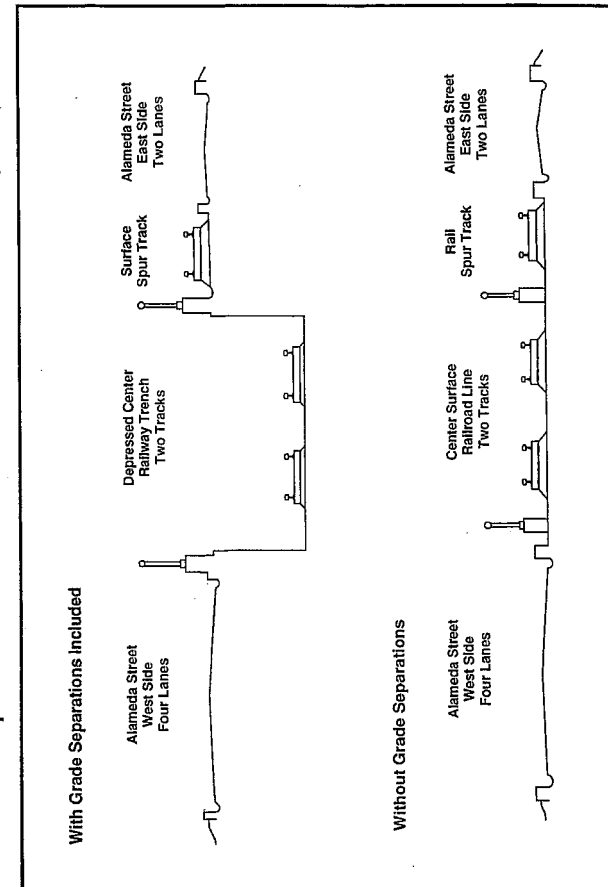 With Grade Separations Included
Alameda Street
West Side
Four Lanes
Depressed Center
Railway Trench
Two Tracks
Surface
Spur Track
Alameda Street
East Side
Two Lanes
Without Grade Separations
Alameda Street
West Side
Four Lanes
Center Surface
Railroad Line
Two Tracks
Rail
Spur Track
Alameda Street
East Side
Two Lanes